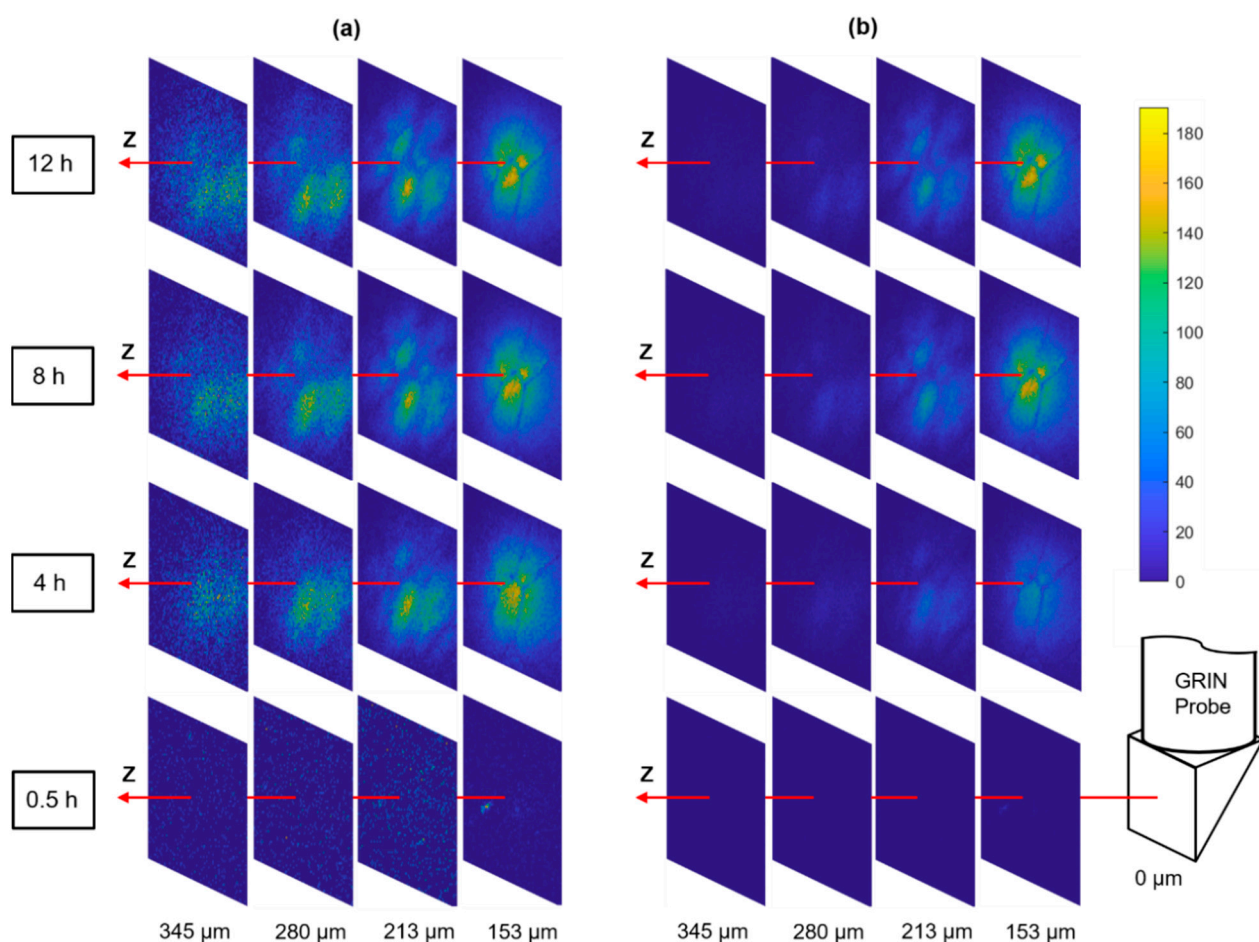 (a) (b)
12 h Z Z
8 h Z Z
4 h Z Z
0.5 h Z Z
180
160
140
120
100
80
60
40
20
0
GRIN
Probe
0 µm
345 µm 280 µm 213 µm 153 µm 345 µm 280 µm 213 µm 153 µm